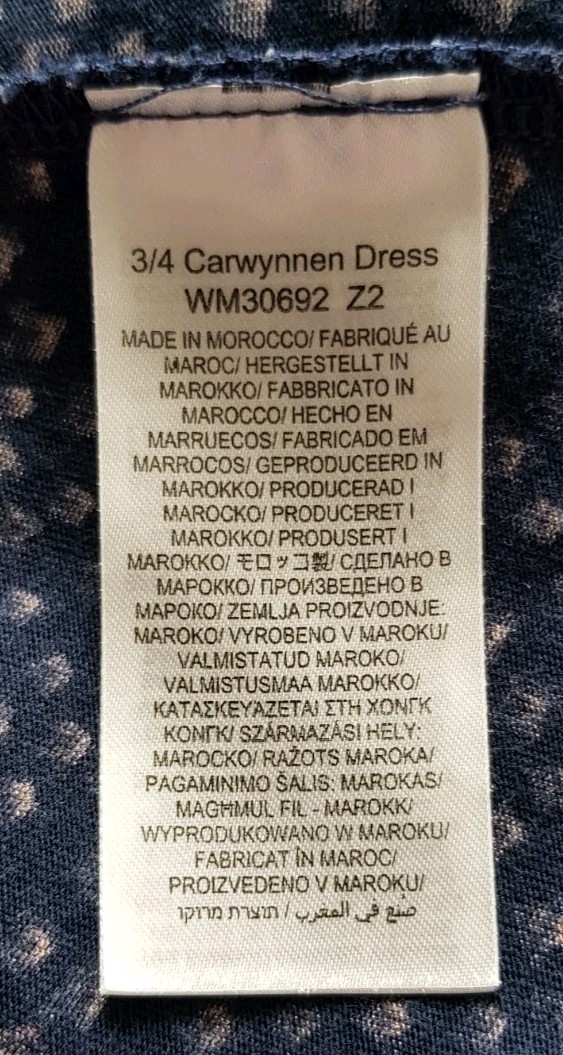 3/4 Carwynnen Dress
WM30692 Z2
MADE IN MOROCCO/ FABRIQUÉ AU
MAROC/ HERGESTELLT IN
MAROKKO/ FABBRICATO IN
MAROCCO/ HECHO EN
MARRUECOS/ FABRICADO EM
MARROCOS/ GEPRODUCEERD IN
MAROKKO/ PRODUCERAD I
MAROCKO/ PRODUCERET I
MAROKKO/ PRODUSERT I
MAROKKO/ モロッコ製/ СДЕЛАНО В
МАРОККО/ ПРОИЗВЕДЕНО В
МАРОКО/ ZEMLJA PROIZVODNJE:
MAROKO/ VYROBENO V MAROKU/
VALMISTATUD MAROKO/
VALMISTUSMAA MAROKKO/
ΚΑΤΑΣΚΕΥΆΖΕΤΑΙ ΣΤΗ ΧΟΝΓΚ
ΚΟΝΓΚ/ SZÁRMAZÁSI HELY:
MAROCKO/ RAŽOTS MAROKA/
PAGAMINIMO ŠALIS: MAROKAS/
MAGĦMUL FIL - MAROKK/
WYPRODUKOWANO W MAROKU/
FABRICAT ÎN MAROC/
PROIZVEDENO V MAROKU/
صنع في المغرب / תוצרת מרוקו